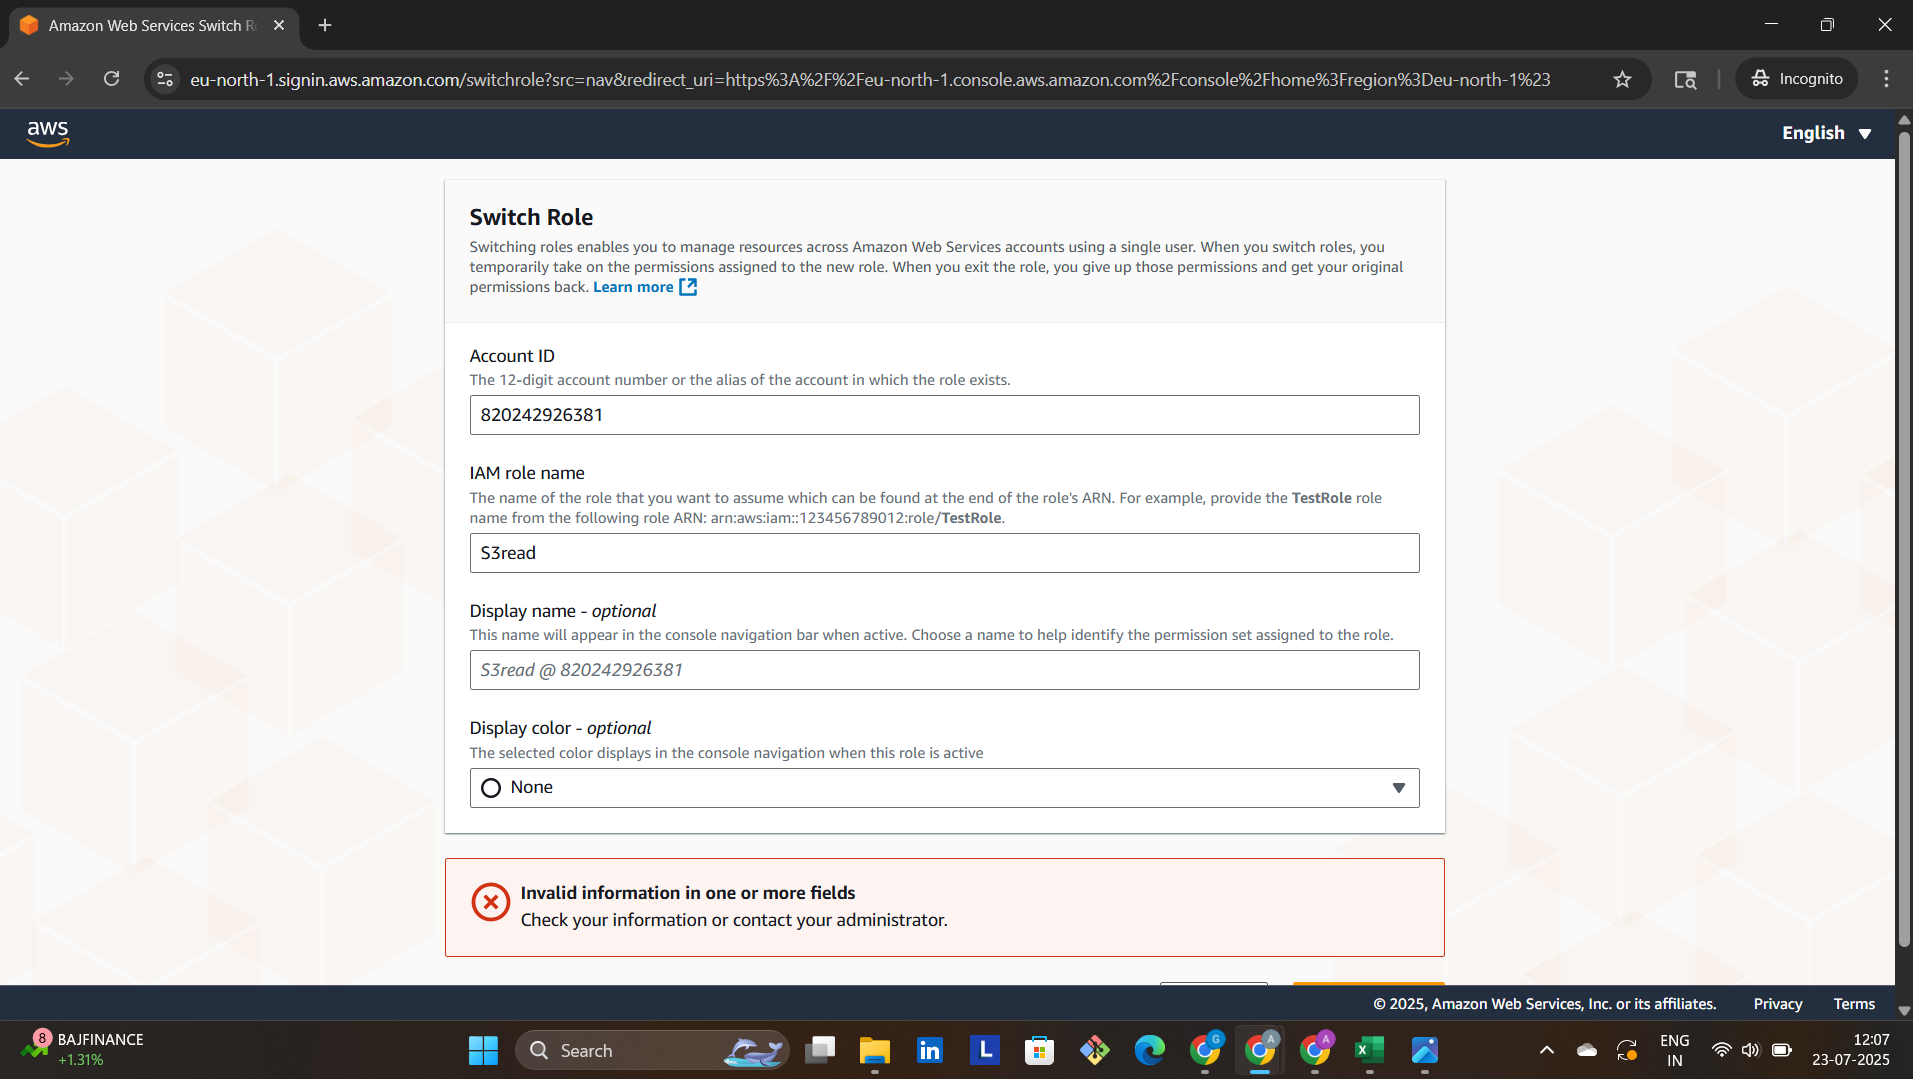 Amazon Web Services Switch R
eu-north-1.signin.aws.amazon.com/switchrole?src=nav&redirect_uri=https%3A%2F%2Feu-north-1.console.aws.amazon.com%2Fconsole%2Fhome%3Fregion%3Deu-north-1%23
Incognito
aws
English
Switch Role
Switching roles enables you to manage resources across Amazon Web Services accounts using a single user. When you switch roles, you
temporarily take on the permissions assigned to the new role. When you exit the role, you give up those permissions and get your original
permissions back. Learn more
Account ID
The 12-digit account number or the alias of the account in which the role exists.
820242926381
IAM role name
The name of the role that you want to assume which can be found at the end of the role's ARN. For example, provide the TestRole role
name from the following role ARN: arn:aws:iam::123456789012:role/TestRole.
S3read
Display name - optional
This name will appear in the console navigation bar when active. Choose a name to help identify the permission set assigned to the role.
S3read @ 820242926381
Display color - optional
The selected color displays in the console navigation when this role is active
None
Invalid information in one or more fields
Check your information or contact your administrator.
© 2025, Amazon Web Services, Inc. or its affiliates.
Privacy
Terms
8
BAJFINANCE
+1.31%
Search
in
L
G
A
A
X
ENG
IN
12:07
23-07-2025